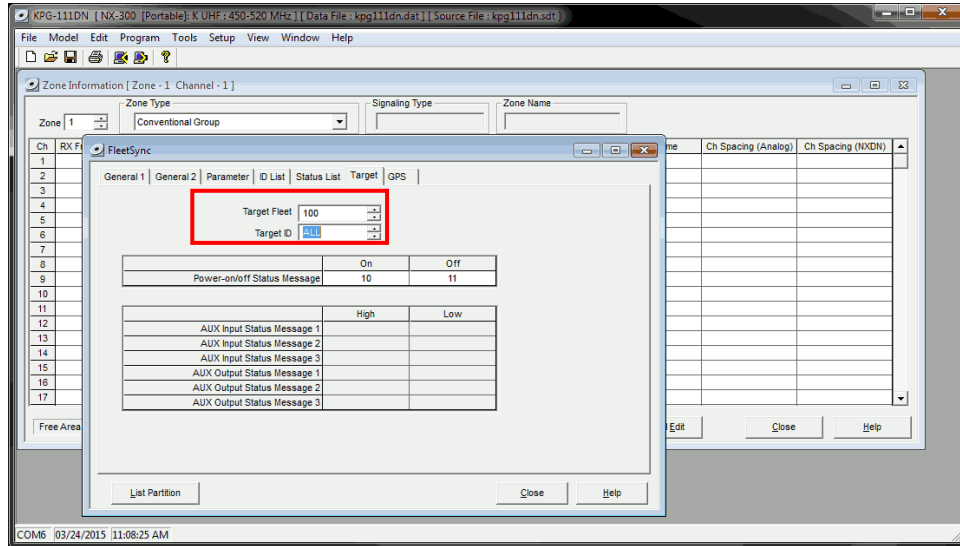 KPG-111DN [ NX-300 [Portable]: K UHF : 450-520 MHz ] [ Data File : kpg111dn.dat ] [ Source File : kpg111dn.sdt ]
File Model Edit Program Tools Setup View Window Help
Zone Information [ Zone - 1 Channel - 1 ]
Zone Type Signaling Type Zone Name
Zone 1 Conventional Group
Ch RX Fr me Ch Spacing (Analog) Ch Spacing (NXDN)
FleetSync
General 1 General 2 Parameter ID List Status List Target GPS
Target Fleet 100
Target ID ALL
On Off
Power-on/off Status Message 10 11
High Low
AUX Input Status Message 1
AUX Input Status Message 2
AUX Input Status Message 3
AUX Output Status Message 1
AUX Output Status Message 2
AUX Output Status Message 3
1
2
3
4
5
6
7
8
9
10
11
12
13
14
15
16
17
Free Area Edit Close Help
List Partition Close Help
COM6 03/24/2015 11:08:25 AM